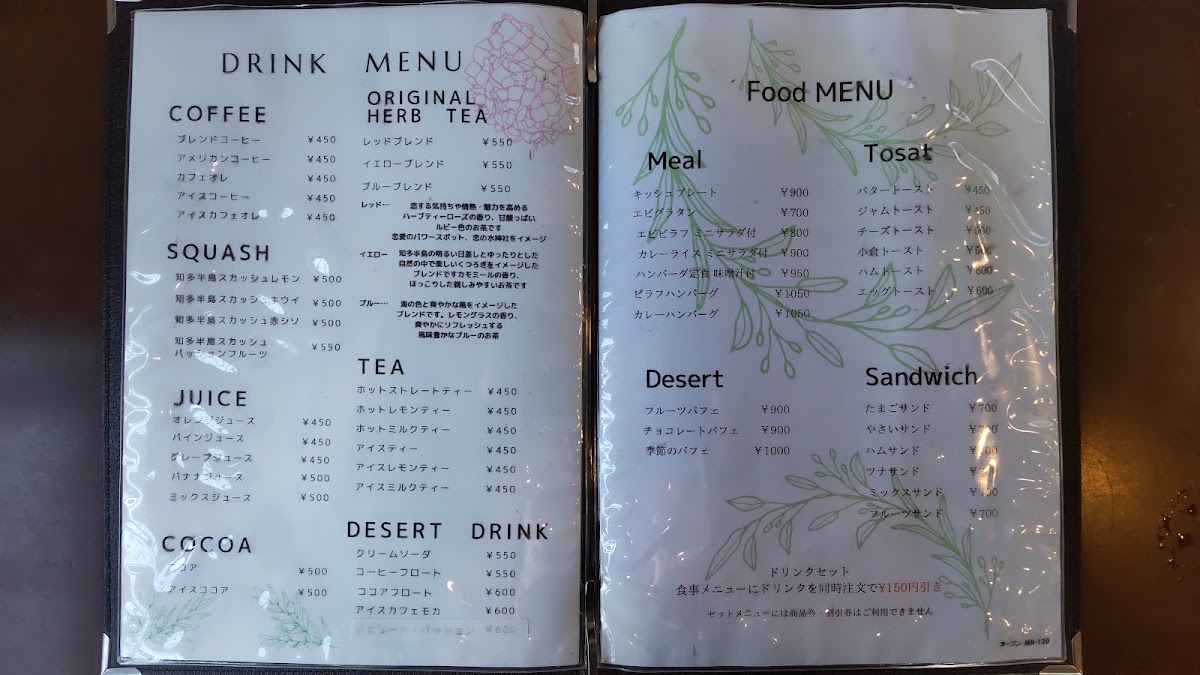 DRINK MENU
COFFEE
ブレンドコーヒー ¥450
アメリカンコーヒー ¥450
カフェオレ ¥450
アイスコーヒー ¥450
アイスカフェオレ ¥450
SQUASH
知多半島スカッシュレモン ¥500
知多半島スカッシュキウイ ¥500
知多半島スカッシュ赤シソ ¥500
知多半島スカッシュ
パッションフルーツ ¥550
JUICE
オレンジジュース ¥450
パインジュース ¥450
グレープジュース ¥450
バナナジュース ¥500
ミックスジュース ¥500
COCOA
ココア ¥500
アイスココア ¥500
ORIGINAL
HERB TEA
レッドブレンド ¥550
イエローブレンド ¥550
ブルーブレンド ¥550
レッド… 恋する気持ちや情熱・魅力を高める
ハーブティーローズの香り、甘酸っぱい
ルビー色のお茶です
恋愛のパワースポット、恋の水神社をイメージ
イエロー 知多半島の明るい日差しとゆったりとした
自然の中で楽しいくつろぎをイメージした
ブレンドですカモミールの香り、
ほっこりした親しみやすいお茶です
ブルー… 海の色と爽やかな風をイメージした
ブレンドです。レモングラスの香り、
爽やかにリフレッシュする
風味豊かなブルーのお茶
TEA
ホットストレートティー ¥450
ホットレモンティー ¥450
ホットミルクティー ¥450
アイスティー ¥450
アイスレモンティー ¥450
アイスミルクティー ¥450
DESERT DRINK
クリームソーダ ¥550
コーヒーフロート ¥550
ココアフロート ¥600
アイスカフェモカ ¥600
¥600
Food MENU
Meal
キッシュプレート ¥900
エビグラタン ¥700
エビピラフ ミニサラダ付 ¥800
カレーライス ミニサラダ付 ¥900
ハンバーグ定食 味噌汁付 ¥950
ピラフハンバーグ ¥1050
カレーハンバーグ ¥1050
Tosat
バタートースト ¥450
ジャムトースト ¥450
チーズトースト
小倉トースト
ハムトースト ¥600
エッグトースト ¥600
Desert
フルーツパフェ ¥900
チョコレートパフェ ¥900
季節のパフェ ¥1000
Sandwich
たまごサンド ¥700
やさいサンド
ハムサンド
ツナサンド
ミックスサンド
フルーツサンド ¥700
ドリンクセット
食事メニューにドリンクを同時注文で¥150円引き
セットメニューには商品券・割引券はご利用できません
オープン MN-120